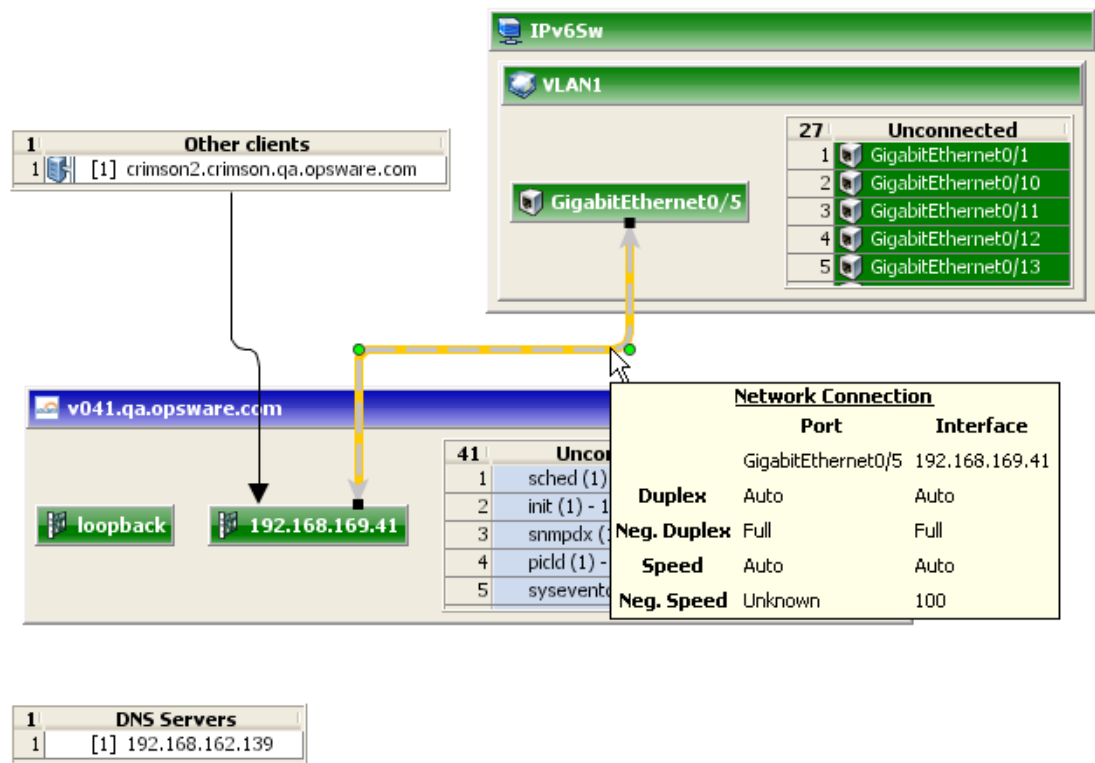 IPv6Sw
VLAN1
27 Unconnected
1 GigabitEthernet0/1
2 GigabitEthernet0/10
3 GigabitEthernet0/11
4 GigabitEthernet0/12
5 GigabitEthernet0/13
GigabitEthernet0/5
1 Other clients
1 [1] crimson2.crimson.qa.opsware.com
v041.qa.opsware.com
loopback
192.168.169.41
41 Uncon
1 sched (1)
2 init (1) - 1
3 snmpdx (1
4 picld (1) -
5 sysevent
Network Connection
Port Interface
GigabitEthernet0/5 192.168.169.41
Duplex Auto Auto
Neg. Duplex Full Full
Speed Auto Auto
Neg. Speed Unknown 100
1 DNS Servers
1 [1] 192.168.162.139